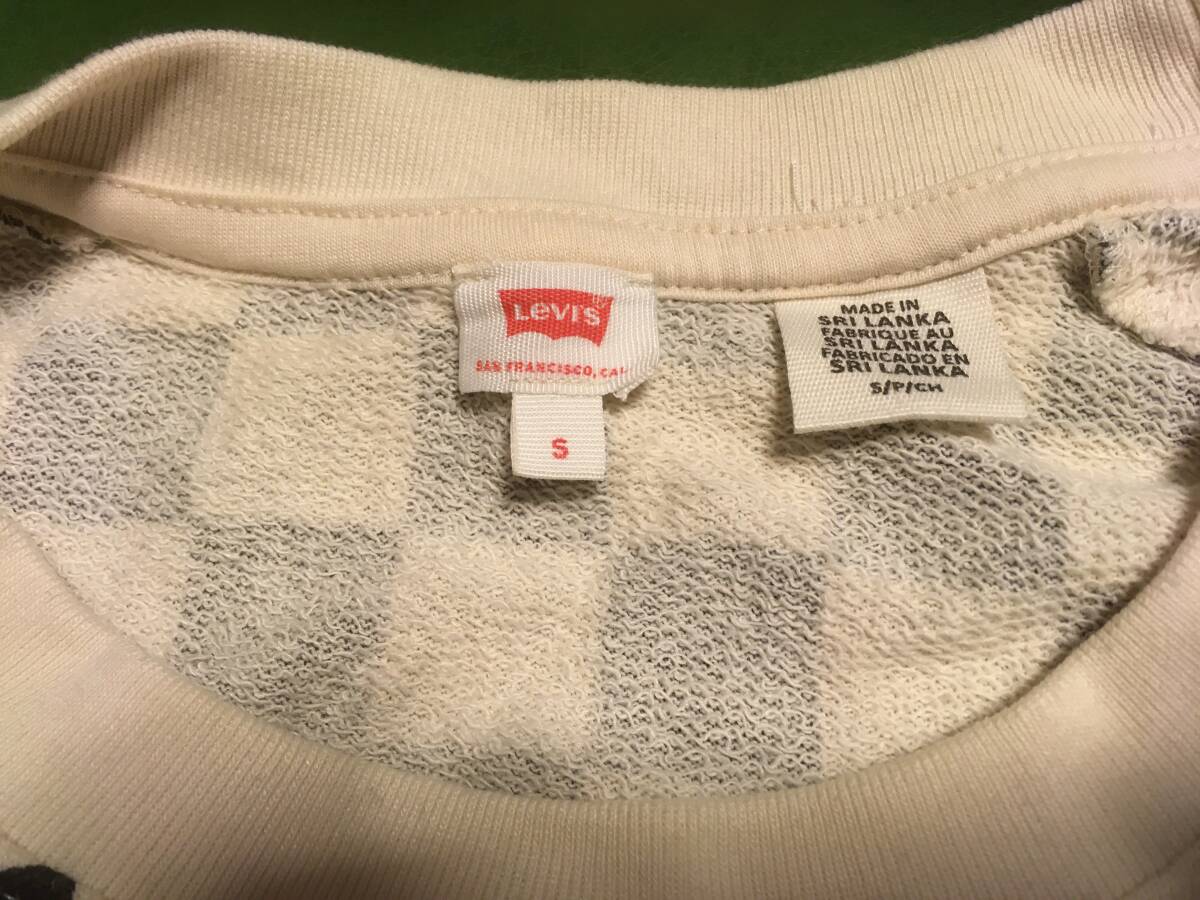 LEVI'S
SAN FRANCISCO, CAL
S
MADE IN
SRI LANKA
FABRIQUE AU
SRI LANKA
FABRICADO EN
SRI LANKA
S/P/CH